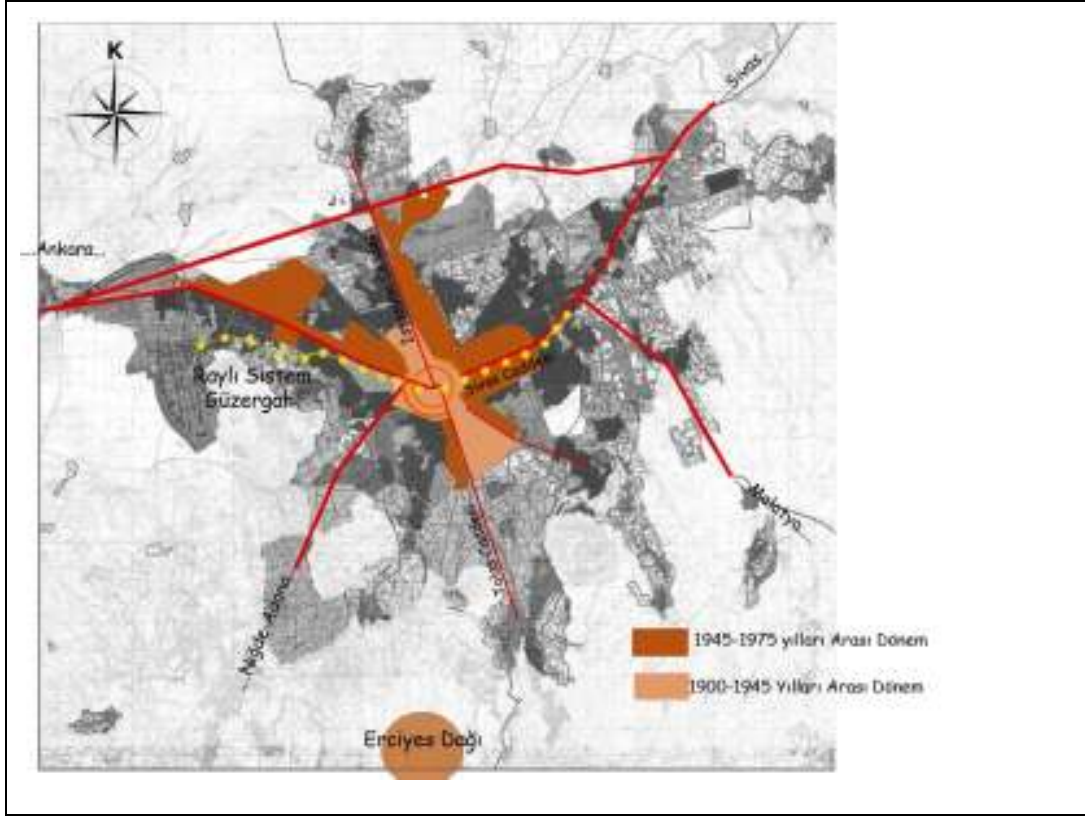 K
Sivas
Ankara
Raylı Sistem
Güzergahı
Sivas Caddesi
Malatya
Niğde Adana
1945-1975 yılları Arası Dönem
1900-1945 Yılları Arası Dönem
Erciyes Dağı